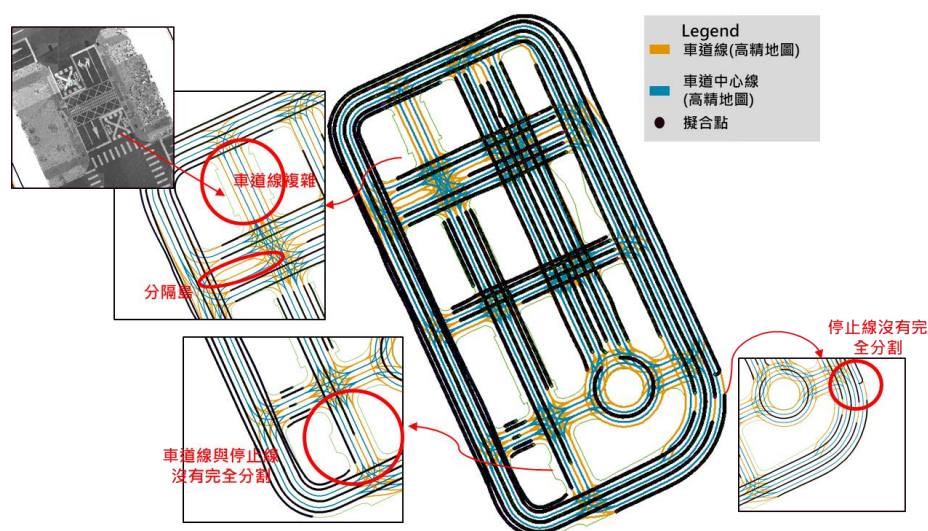 Legend
車道線(高精地圖)
車道中心線
(高精地圖)
擬合點
車道線複雜
分隔島
停止線沒有完
全分割
車道線與停止線
沒有完全分割